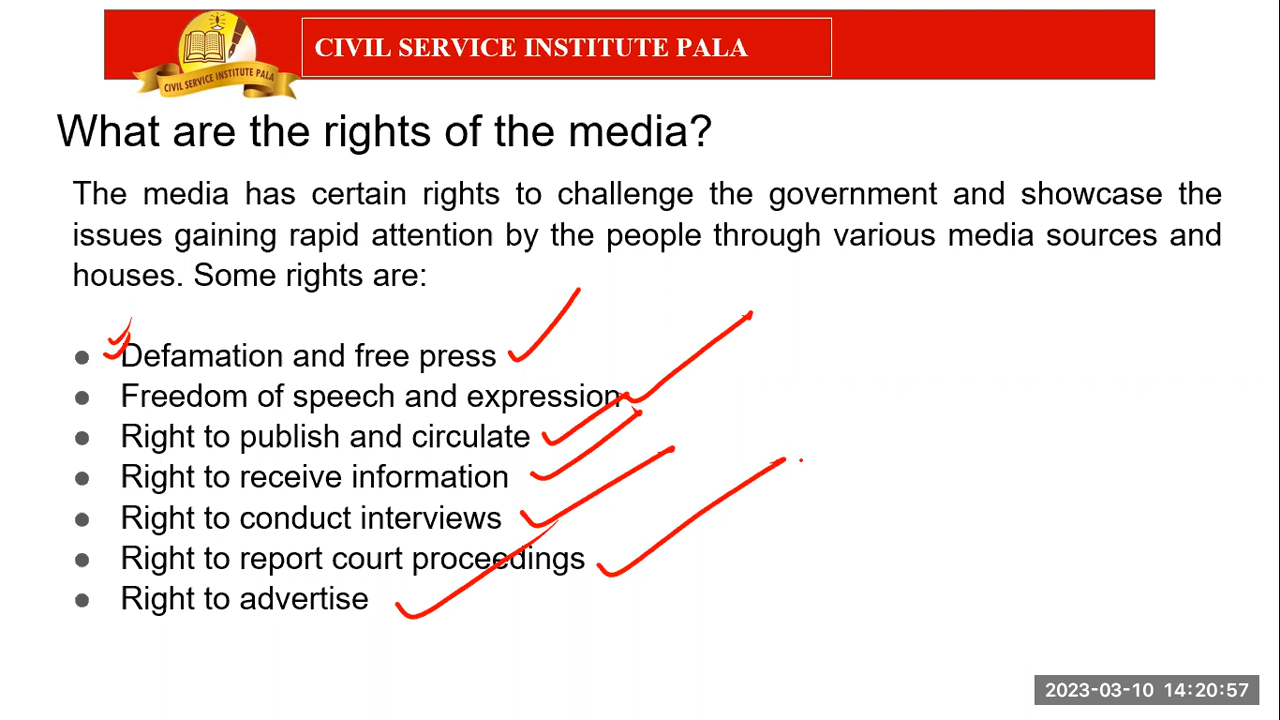 CIVIL SERVICE INSTITUTE PALA
CIVIL SERVICE INSTITUTE PALA
What are the rights of the media?
The media has certain rights to challenge the government and showcase the
issues gaining rapid attention by the people through various media sources and
houses. Some rights are:
● Defamation and free press
● Freedom of speech and expression
● Right to publish and circulate
● Right to receive information
● Right to conduct interviews
● Right to report court proceedings
● Right to advertise
2023-03-10 14:20:57